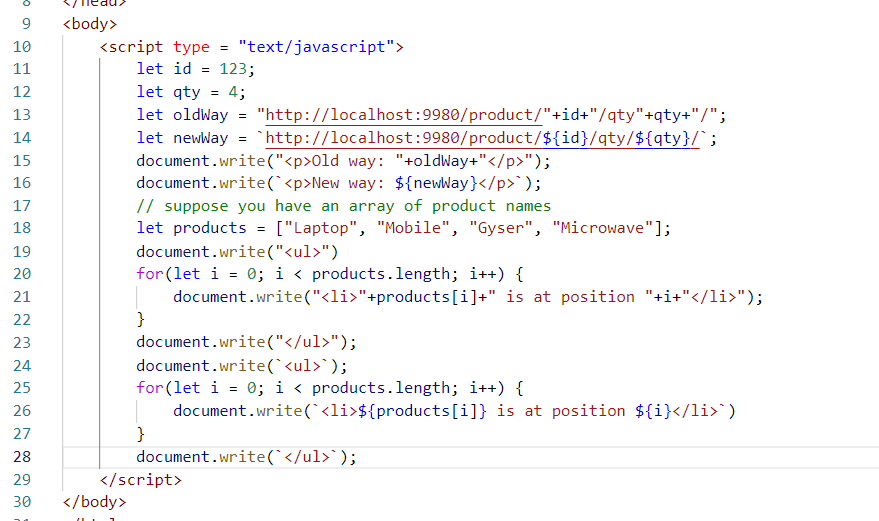 8 </head>
9 <body>
10 <script type = "text/javascript">
11 let id = 123;
12 let qty = 4;
13 let oldWay = "http://localhost:9980/product/"+id+"/qty"+qty+"/";
14 let newWay = `http://localhost:9980/product/${id}/qty/${qty}/`;
15 document.write("<p>Old way: "+oldWay+"</p>");
16 document.write(`<p>New way: ${newWay}</p>`);
17 // suppose you have an array of product names
18 let products = ["Laptop", "Mobile", "Gyser", "Microwave"];
19 document.write("<ul>")
20 for(let i = 0; i < products.length; i++) {
21 document.write("<li>"+products[i]+" is at position "+i+"</li>");
22 }
23 document.write("</ul>");
24 document.write(`<ul>`);
25 for(let i = 0; i < products.length; i++) {
26 document.write(`<li>${products[i]} is at position ${i}</li>`)
27 }
28 document.write(`</ul>`);
29 </script>
30 </body>